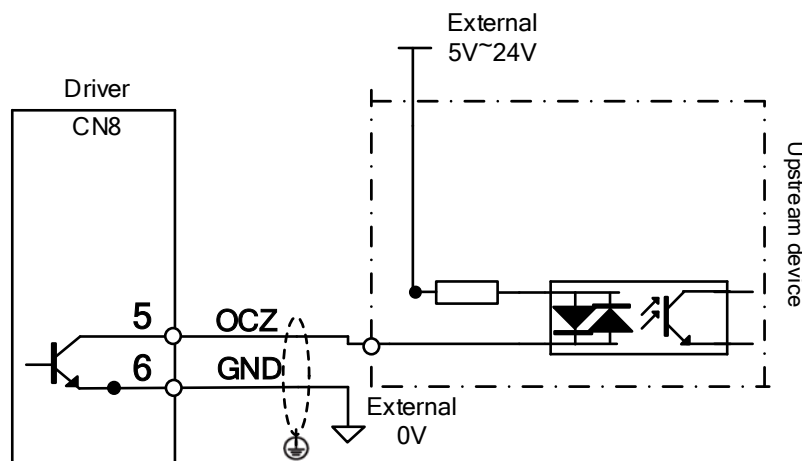 External
5V~24V
Driver
CN8
Upstream device
5
OCZ
6
GND
External
0V